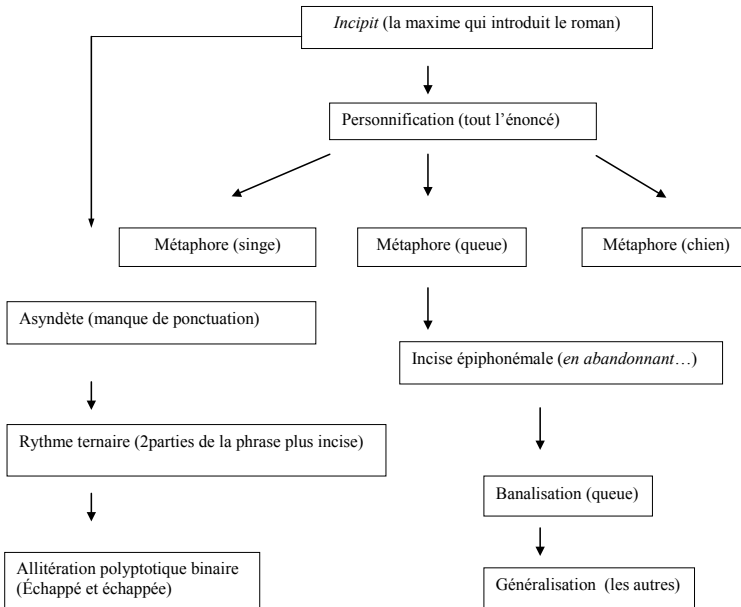 Incipit (la maxime qui introduit le roman)
Personnification (tout l'énoncé)
Métaphore (singe)
Métaphore (queue)
Métaphore (chien)
Asyndète (manque de ponctuation)
Incise épiphonémale (en abandonnant…)
Rythme ternaire (2parties de la phrase plus incise)
Banalisation (queue)
Allitération polyptotique binaire
(Échappé et échappée)
Généralisation (les autres)